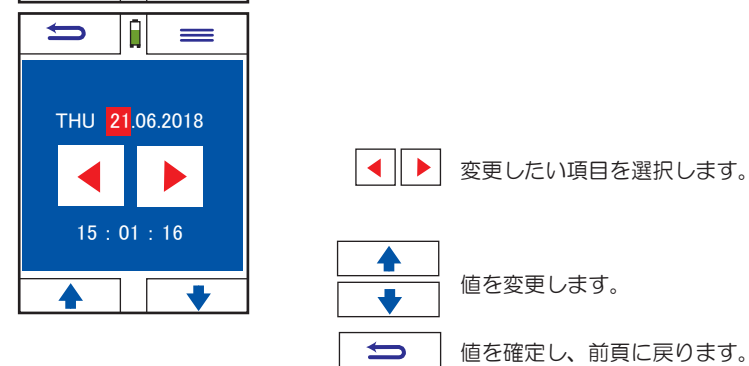 THU 21.06.2018
15 : 01 : 16
変更したい項目を選択します。
値を変更します。
値を確定し、前頁に戻ります。